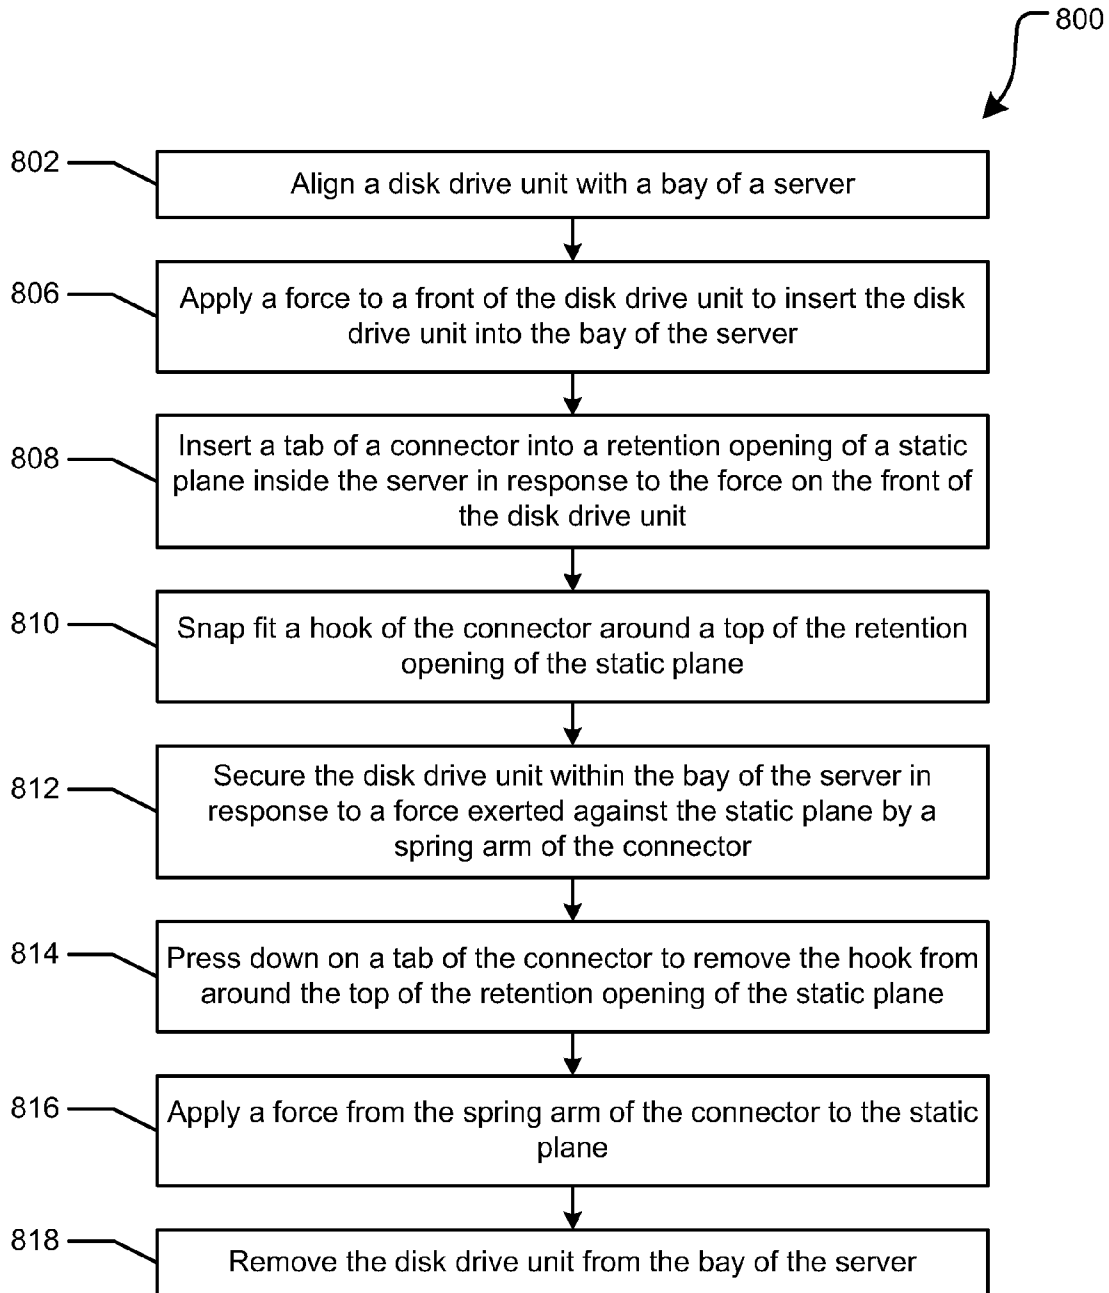 800
802
Align a disk drive unit with a bay of a server
806
Apply a force to a front of the disk drive unit to insert the disk
drive unit into the bay of the server
808
Insert a tab of a connector into a retention opening of a static
plane inside the server in response to the force on the front of
the disk drive unit
810
Snap fit a hook of the connector around a top of the retention
opening of the static plane
812
Secure the disk drive unit within the bay of the server in
response to a force exerted against the static plane by a
spring arm of the connector
814
Press down on a tab of the connector to remove the hook from
around the top of the retention opening of the static plane
816
Apply a force from the spring arm of the connector to the static
plane
818
Remove the disk drive unit from the bay of the server